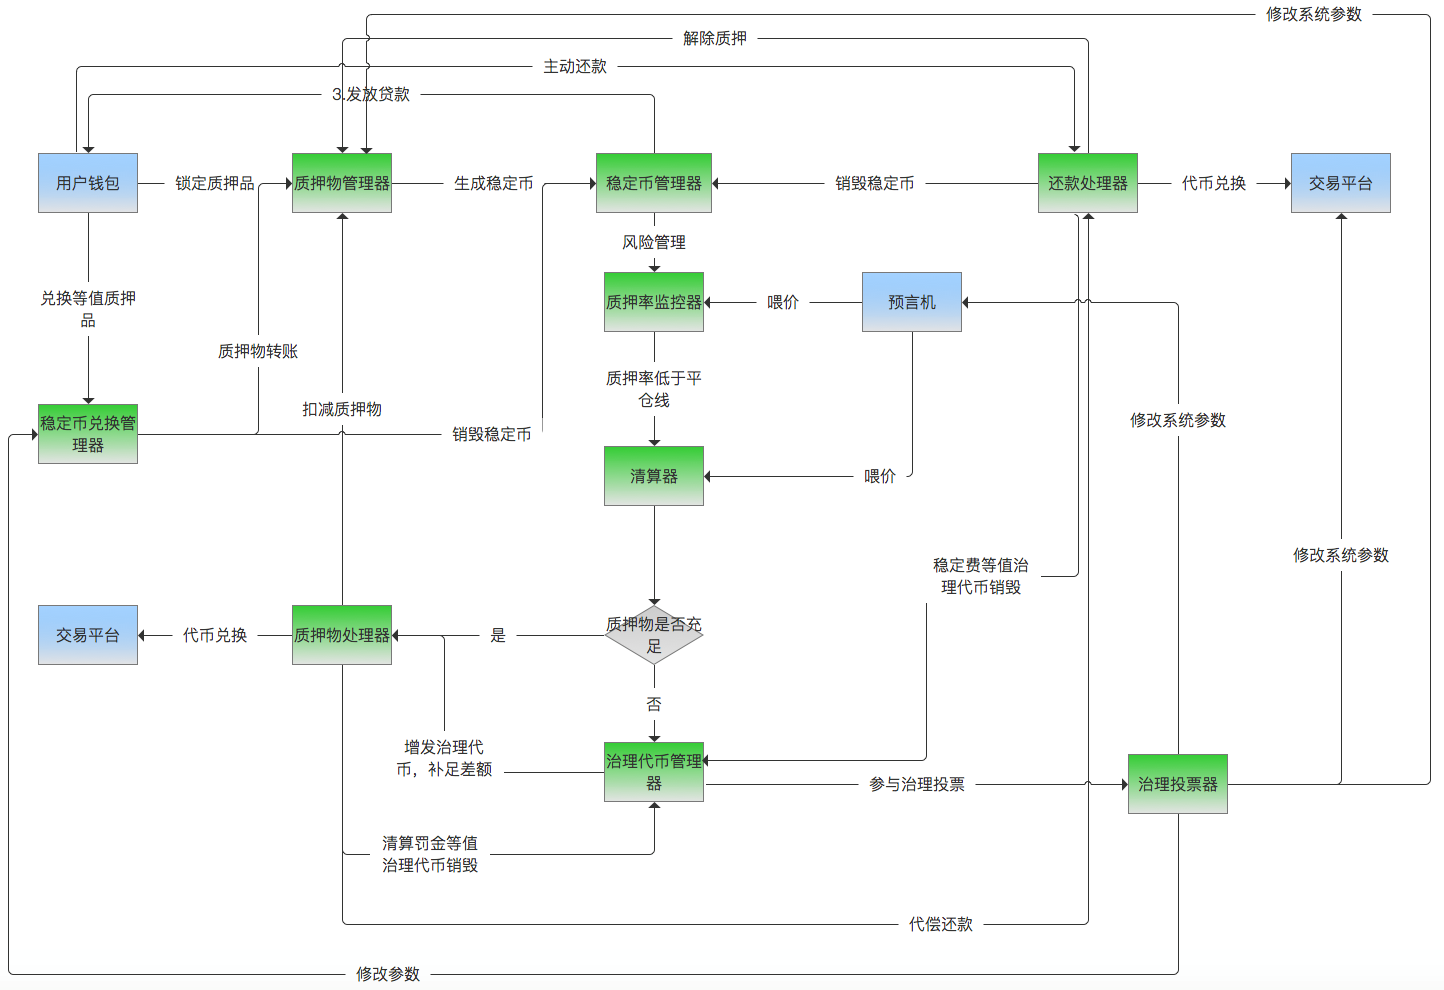 修改系统参数
解除质押
主动还款
3.发放贷款
用户钱包
锁定质押品
质押物管理器
生成稳定币
稳定币管理器
销毁稳定币
还款处理器
代币兑换
交易平台
风险管理
兑换等值质押
品
质押率监控器
喂价
预言机
质押物转账
质押率低于平
仓线
扣减质押物
稳定币兑换管
理器
销毁稳定币
修改系统参数
清算器
喂价
稳定费等值治
理代币销毁
修改系统参数
交易平台
代币兑换
质押物处理器
是
质押物是否充
足
否
增发治理代
币，补足差额
治理代币管理
器
参与治理投票
治理投票器
清算罚金等值
治理代币销毁
代偿还款
修改参数